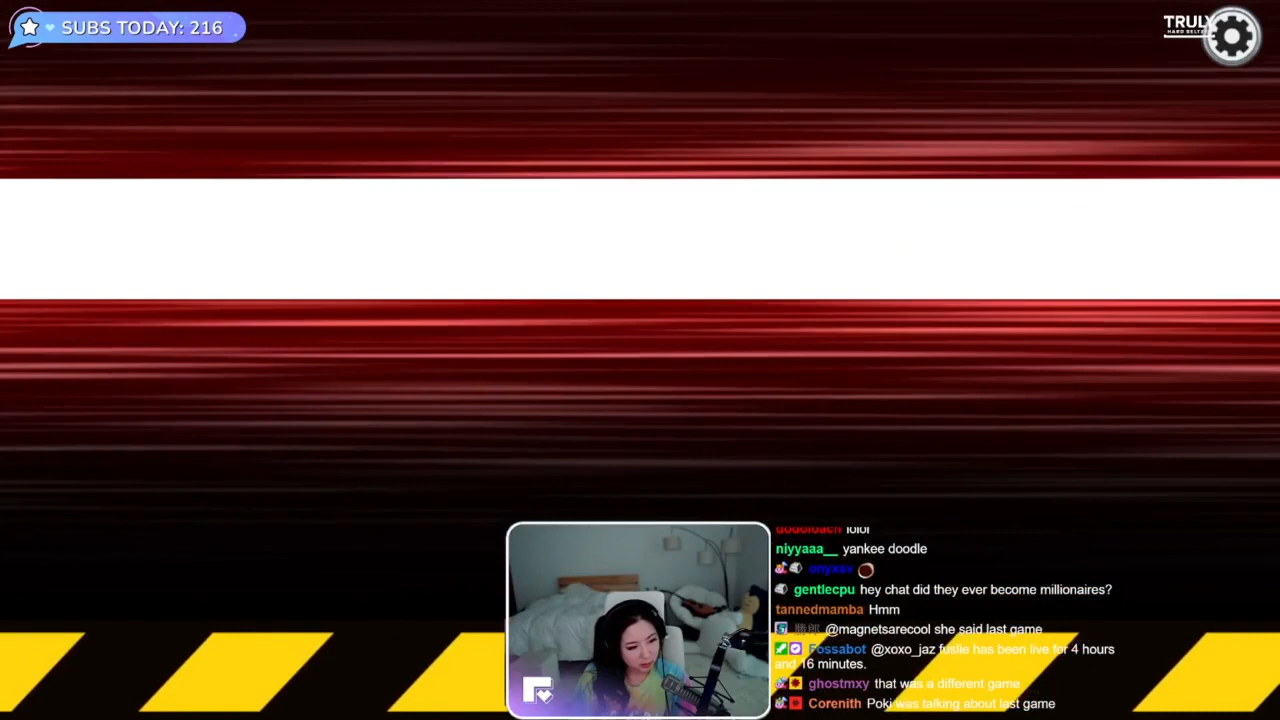 SUBS TODAY: 216
TRULY
lolol
niyyaaa__ yankee doodle
onyxsv
gentlecpu hey chat did they ever become millionaires?
tannedmamba Hmm
@magnetsarecool she said last game
Fossabot @xoxo_jaz fuslie has been live for 4 hours
and 16 minutes.
ghostmxy that was a different game
Corenith Poki was talking about last game